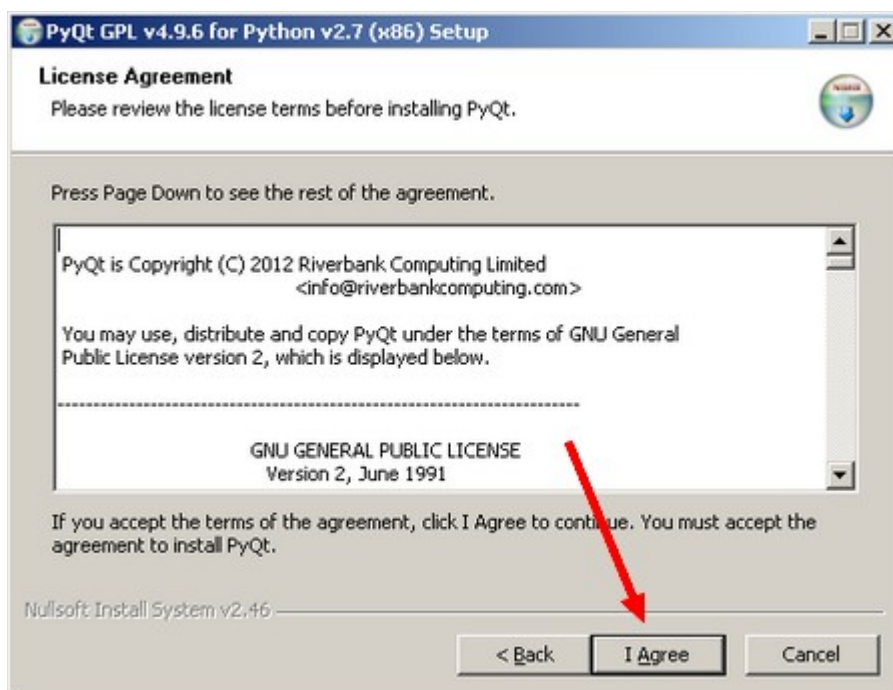 PyQt GPL v4.9.6 for Python v2.7 (x86) Setup
License Agreement
Please review the license terms before installing PyQt.
Press Page Down to see the rest of the agreement.
PyQt is Copyright (C) 2012 Riverbank Computing Limited
<info@riverbankcomputing.com>
You may use, distribute and copy PyQt under the terms of GNU General
Public License version 2, which is displayed below.
-------------------------------------------------------------------------
GNU GENERAL PUBLIC LICENSE
Version 2, June 1991
If you accept the terms of the agreement, click I Agree to continue. You must accept the
agreement to install PyQt.
Nullsoft Install System v2.46
< Back
I Agree
Cancel